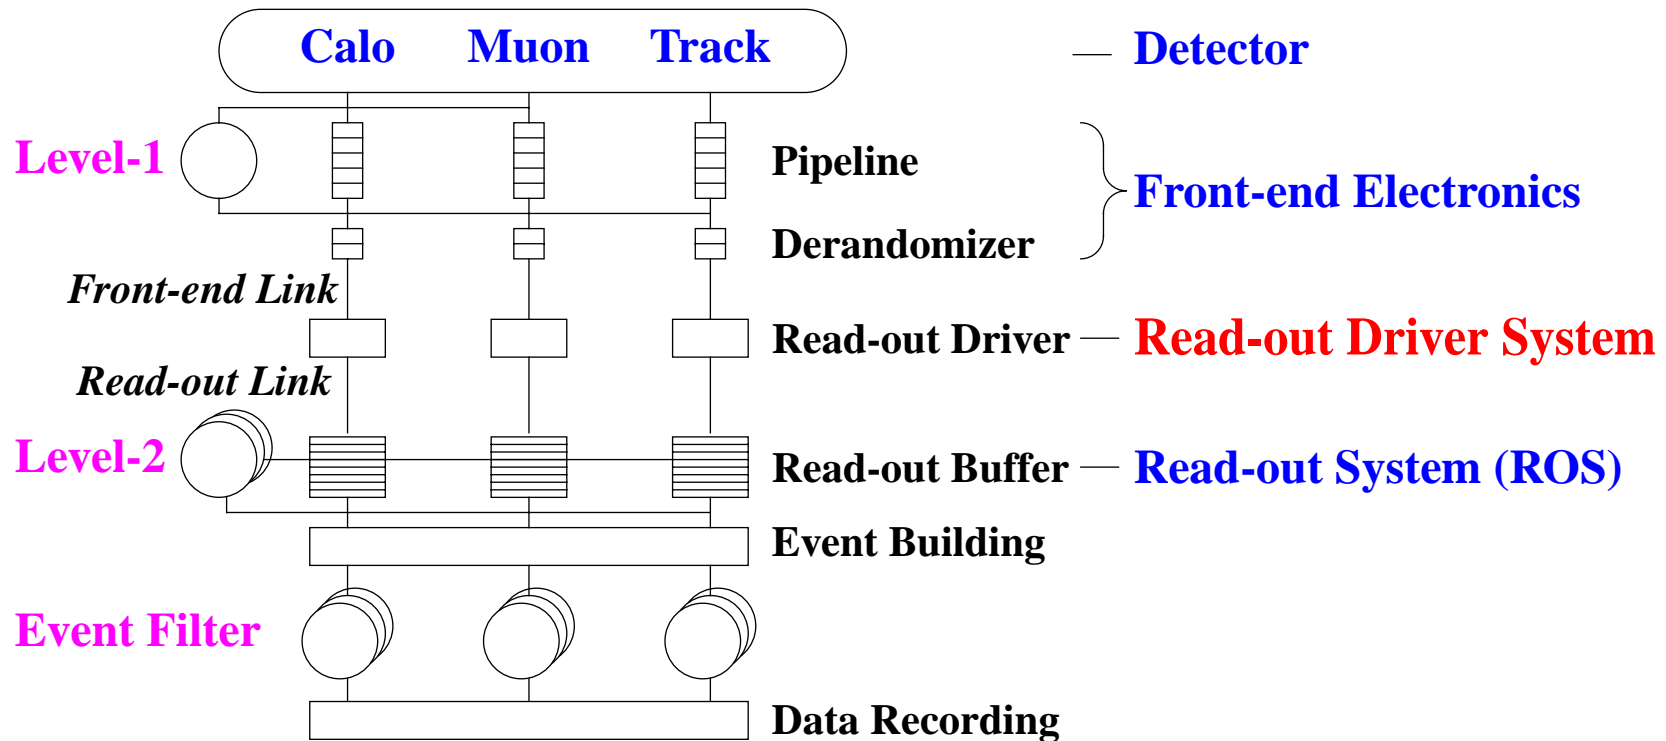 Calo Muon Track Detector
Level-1 Pipeline
Front-end Electronics
Derandomizer
Front-end Link
Read-out Driver Read-out Driver System
Read-out Link
Level-2 Read-out Buffer Read-out System (ROS)
Event Building
Event Filter
Data Recording